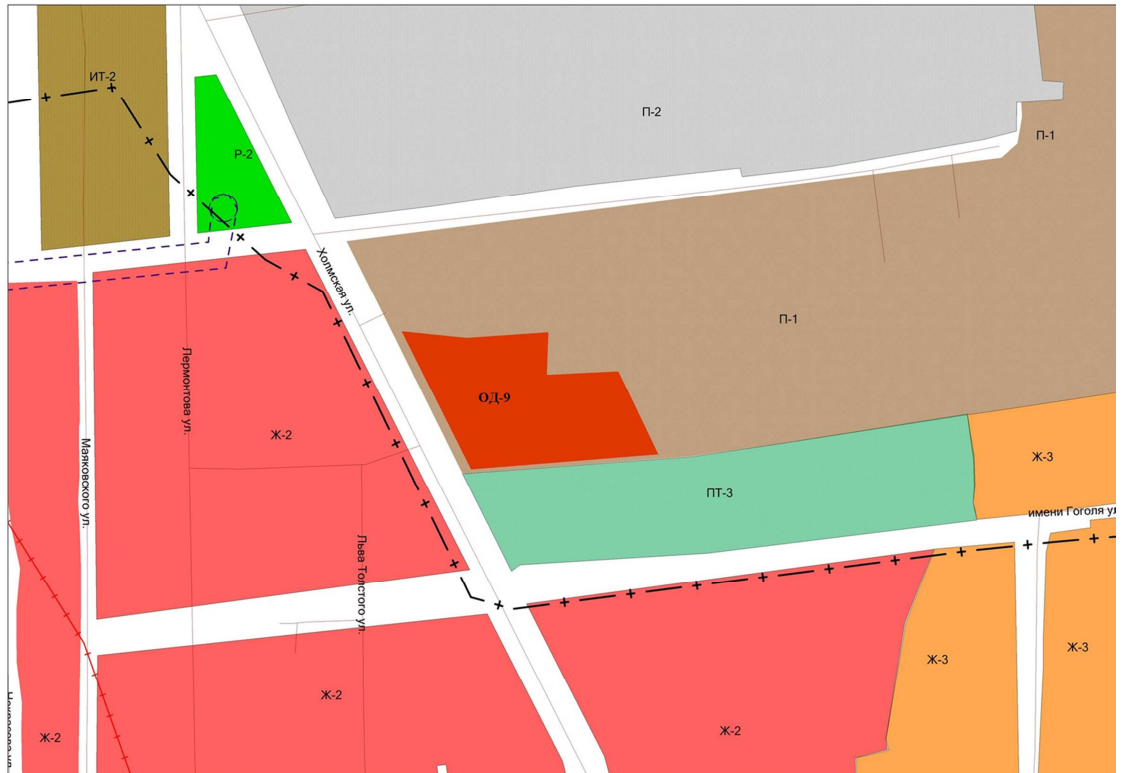 ИТ-2
П-2
П-1
Р-2
Холмская ул.
П-1
Лермонтова ул.
ОД-9
Ж-2
Маяковского ул.
Ж-3
ПТ-3
имени Гоголя ул
Льва Толстого ул.
Ж-3
Ж-3
Ж-2
Ж-2
Ж-2